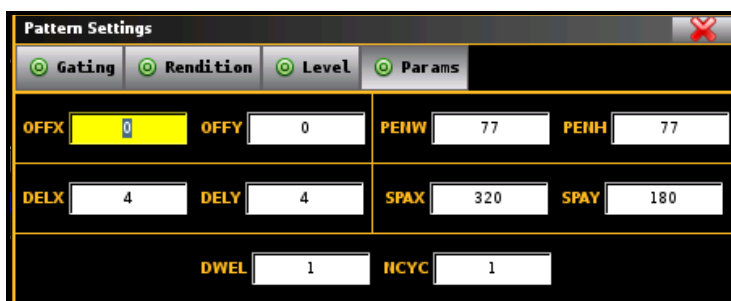 Pattern Settings
Gating Rendition Level Params
OFFX 0 OFFY 0 PENW 77 PENH 77
DELX 4 DELY 4 SPAX 320 SPAY 180
DWEL 1 NCYC 1